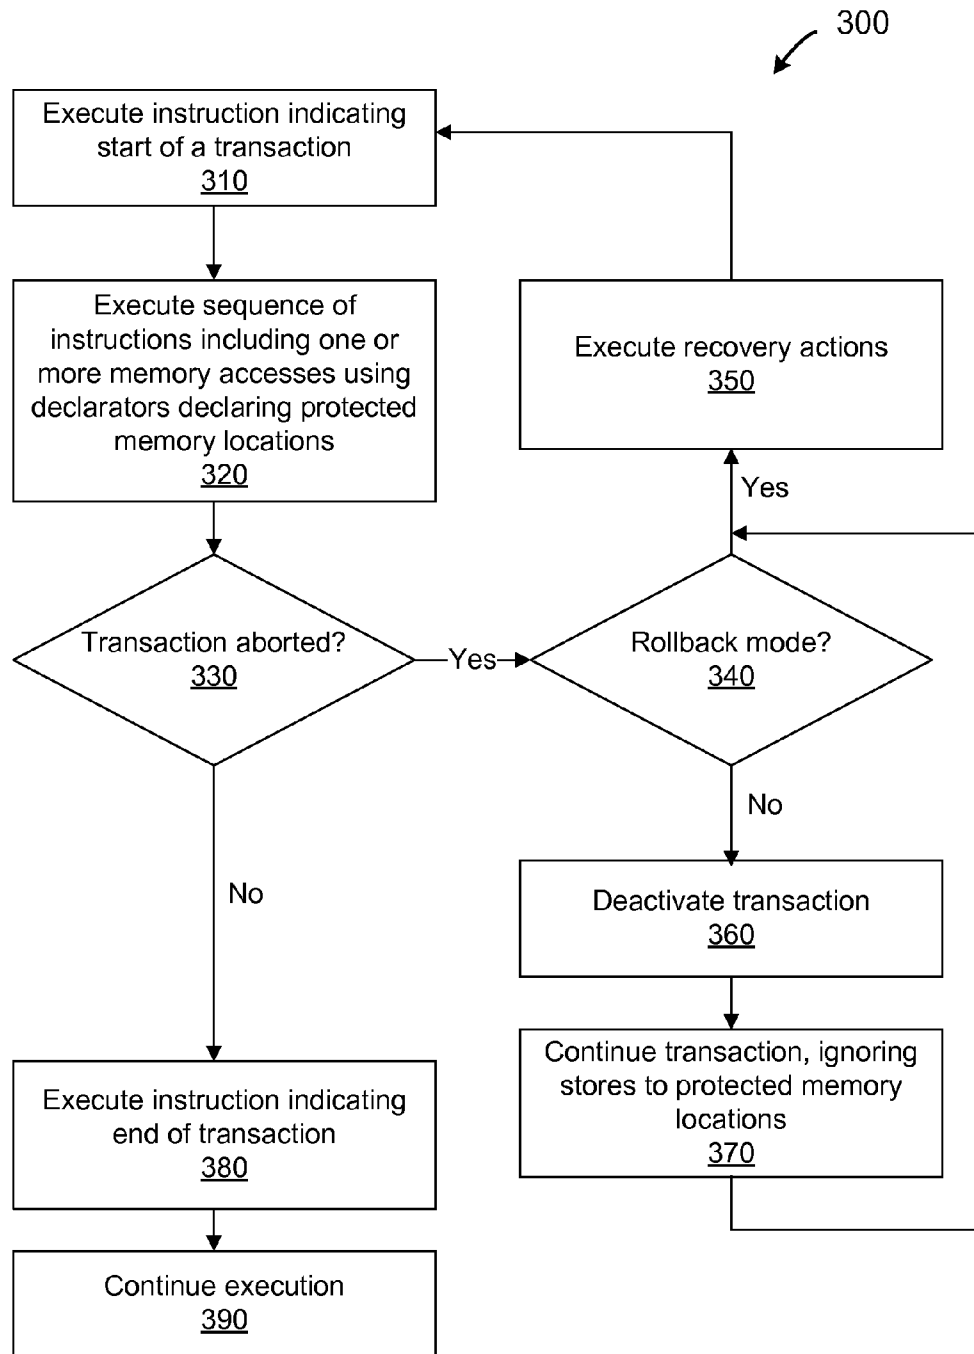 300
Execute instruction indicating
start of a transaction
310
Execute sequence of
instructions including one or
more memory accesses using
declarators declaring protected
memory locations
320
Execute recovery actions
350
Yes
Transaction aborted?
330
Yes
Rollback mode?
340
No
No
Deactivate transaction
360
Continue transaction, ignoring
stores to protected memory
locations
370
Execute instruction indicating
end of transaction
380
Continue execution
390